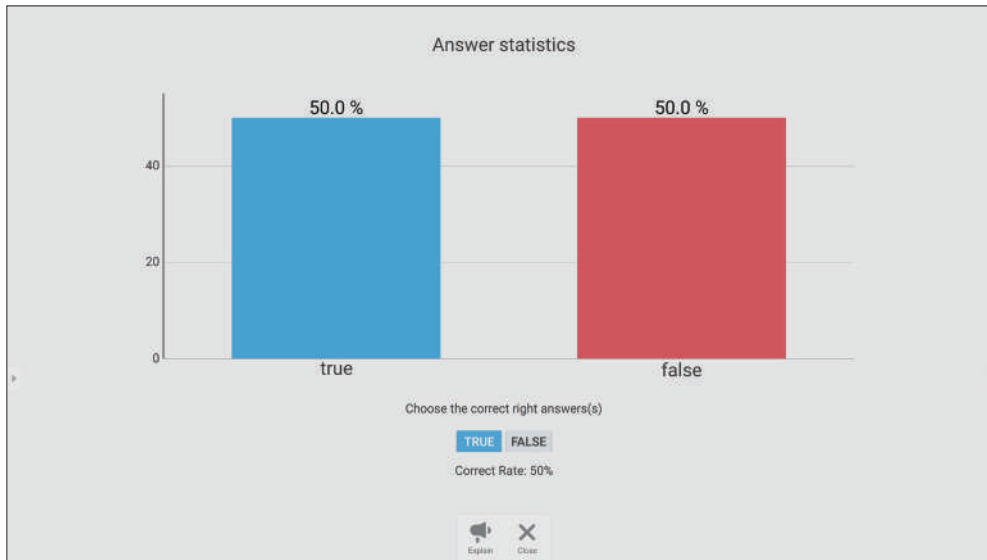 Answer statistics
50.0 % 50.0 %
40
20
0
true false
Choose the correct right answers(s)
TRUE FALSE
Correct Rate: 50%
Explain Close